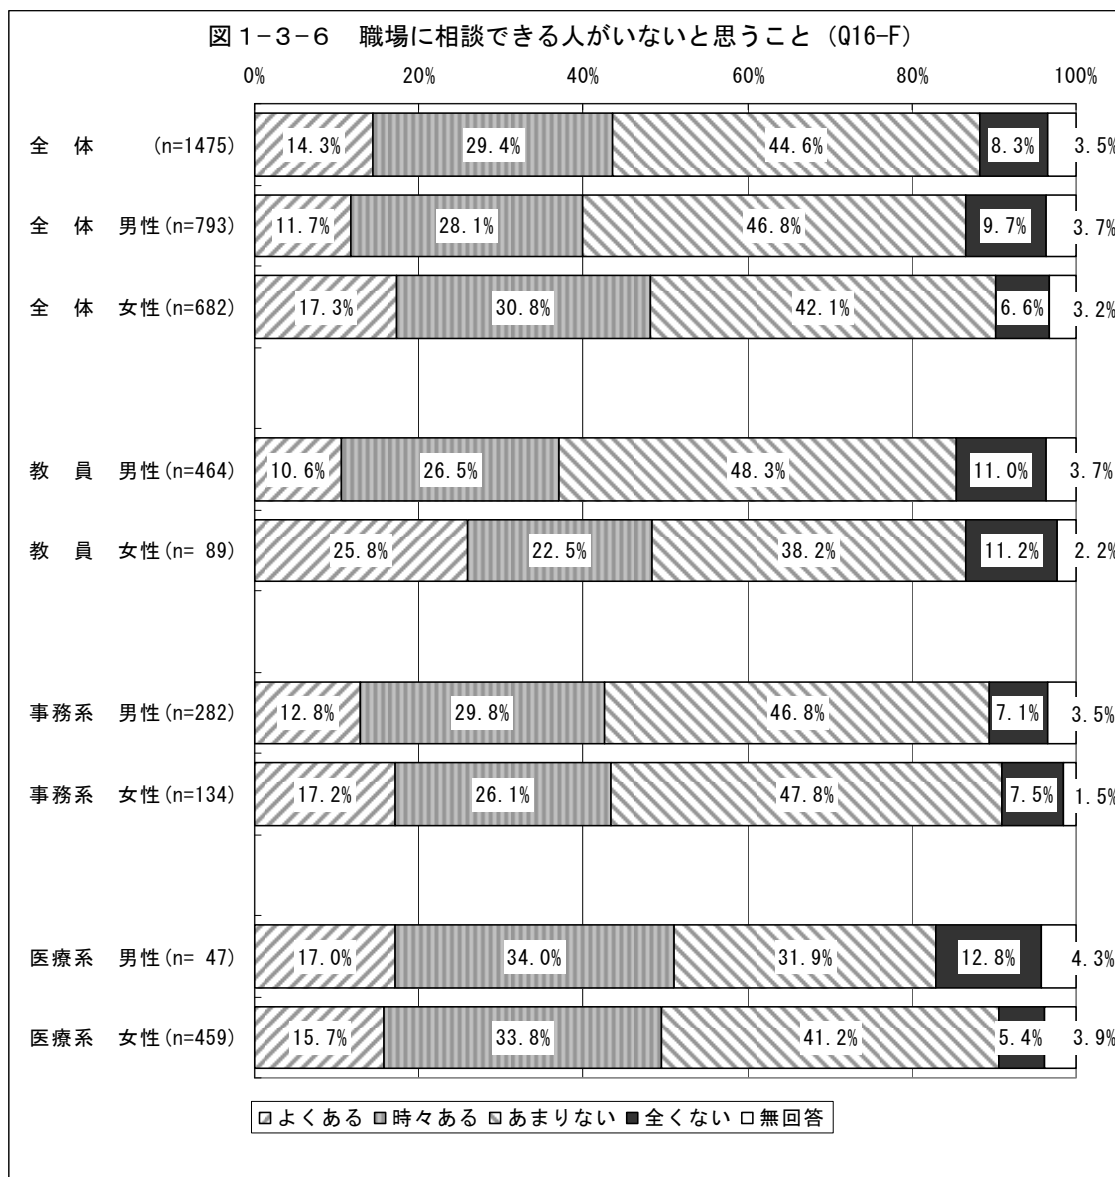 図1-3-6 職場に相談できる人がいないと思うこと (Q16-F)
0% 20% 40% 60% 80% 100%
全 体 (n=1475) 14.3% 29.4% 44.6% 8.3% 3.5%
全 体 男性(n=793) 11.7% 28.1% 46.8% 9.7% 3.7%
全 体 女性(n=682) 17.3% 30.8% 42.1% 6.6% 3.2%
教 員 男性(n=464) 10.6% 26.5% 48.3% 11.0% 3.7%
教 員 女性(n= 89) 25.8% 22.5% 38.2% 11.2% 2.2%
事務系 男性(n=282) 12.8% 29.8% 46.8% 7.1% 3.5%
事務系 女性(n=134) 17.2% 26.1% 47.8% 7.5% 1.5%
医療系 男性(n= 47) 17.0% 34.0% 31.9% 12.8% 4.3%
医療系 女性(n=459) 15.7% 33.8% 41.2% 5.4% 3.9%
よくある 時々ある あまりない 全くない 無回答